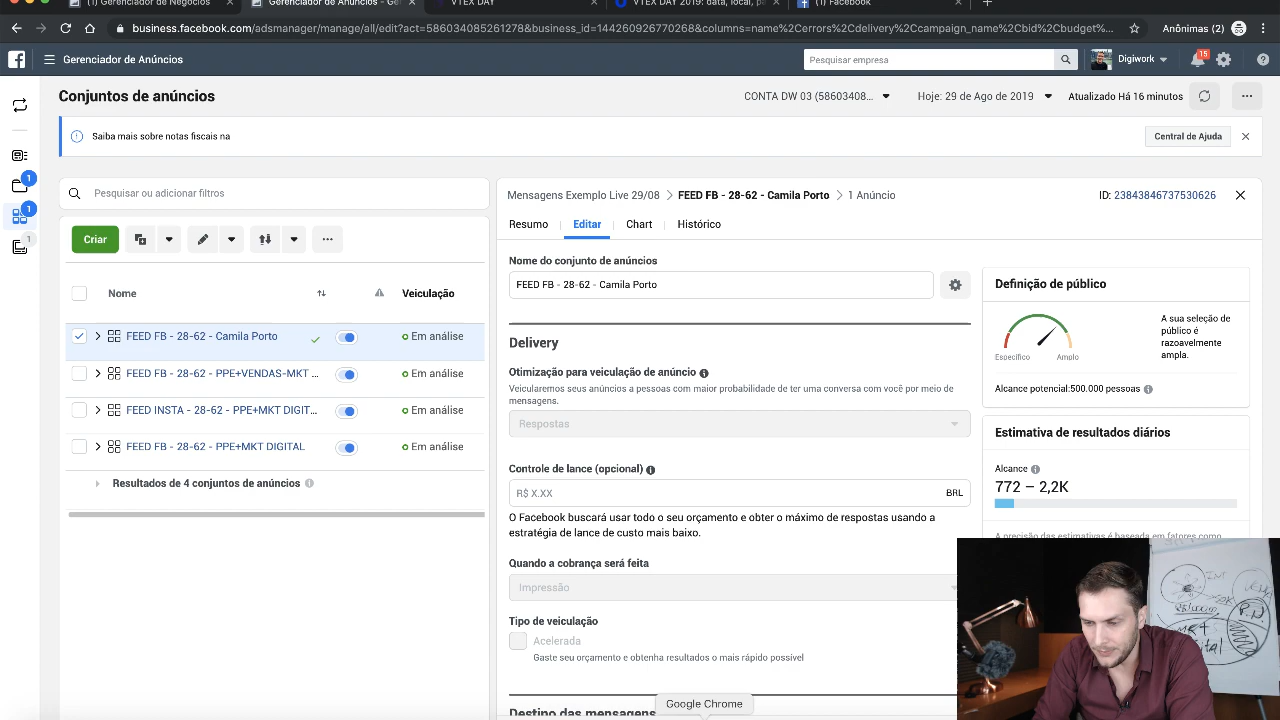 (1) Gerenciador de Negócios
Gerenciador de Anúncios - Ge
VTEX DAY
VTEX DAY 2019: data, local, p
(1) Facebook
business.facebook.com/adsmanager/manage/all/edit?act=586034085261278&business_id=144260926770268&columns=name%2Cerrors%2Cdelivery%2Ccampaign_name%2Cbid%2Cbudget%...
Anônimas (2)
Gerenciador de Anúncios
Pesquisar empresa
Digiwork
15
Conjuntos de anúncios
CONTA DW 03 (58603408...
Hoje: 29 de Ago de 2019
Atualizado Há 16 minutos
Saiba mais sobre notas fiscais na
Central de Ajuda
1
1
1
Pesquisar ou adicionar filtros
Criar
Nome
Veiculação
FEED FB - 28-62 - Camila Porto
Em análise
FEED FB - 28-62 - PPE+VENDAS-MKT ...
Em análise
FEED INSTA - 28-62 - PPE+MKT DIGIT...
Em análise
FEED FB - 28-62 - PPE+MKT DIGITAL
Em análise
Resultados de 4 conjuntos de anúncios
Mensagens Exemplo Live 29/08
FEED FB - 28-62 - Camila Porto
1 Anúncio
ID: 23843846737530626
Resumo
Editar
Chart
Histórico
Nome do conjunto de anúncios
FEED FB - 28-62 - Camila Porto
Delivery
Otimização para veiculação de anúncio
Veicularemos seus anúncios a pessoas com maior probabilidade de ter uma conversa com você por meio de
mensagens.
Respostas
Controle de lance (opcional)
R$ X.XX
BRL
O Facebook buscará usar todo o seu orçamento e obter o máximo de respostas usando a
estratégia de lance de custo mais baixo.
Quando a cobrança será feita
Impressão
Tipo de veiculação
Acelerada
Gaste seu orçamento e obtenha resultados o mais rápido possível
Destino das mensagens
Google Chrome
Definição de público
Específico
Amplo
A sua seleção de
público é
razoavelmente
ampla.
Alcance potencial:500.000 pessoas
Estimativa de resultados diários
Alcance
772 – 2,2K
A precisão das estimativas é baseada em fatores como